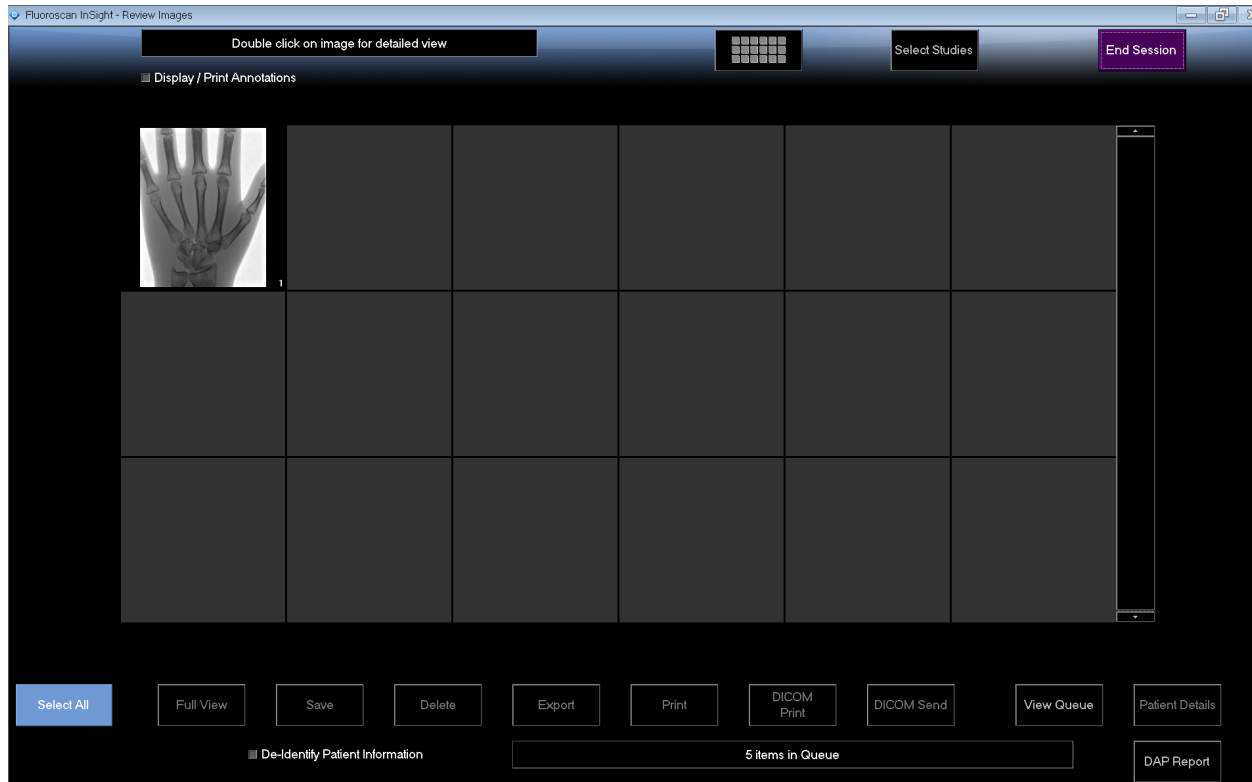 Fluoroscan InSight - Review Images
Double click on image for detailed view
Select Studies
End Session
Display / Print Annotations
1
Select All
Full View
Save
Delete
Export
Print
DICOM
Print
DICOM Send
View Queue
Patient Details
De-Identify Patient Information
5 items in Queue
DAP Report